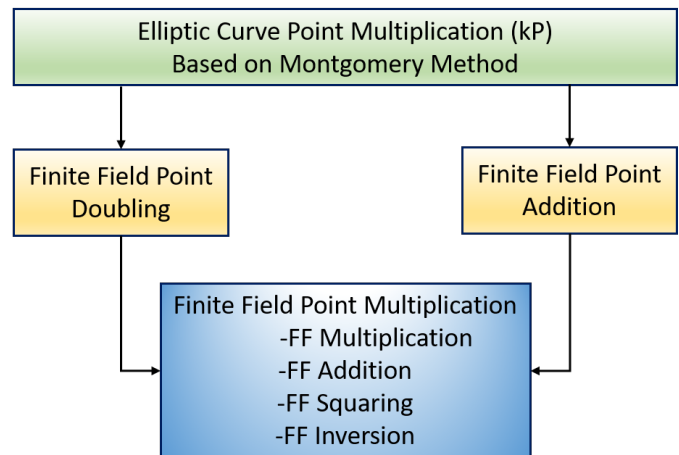 Elliptic Curve Point Multiplication (kP)
Based on Montgomery Method
Finite Field Point
Doubling
Finite Field Point
Addition
Finite Field Point Multiplication
-FF Multiplication
-FF Addition
-FF Squaring
-FF Inversion